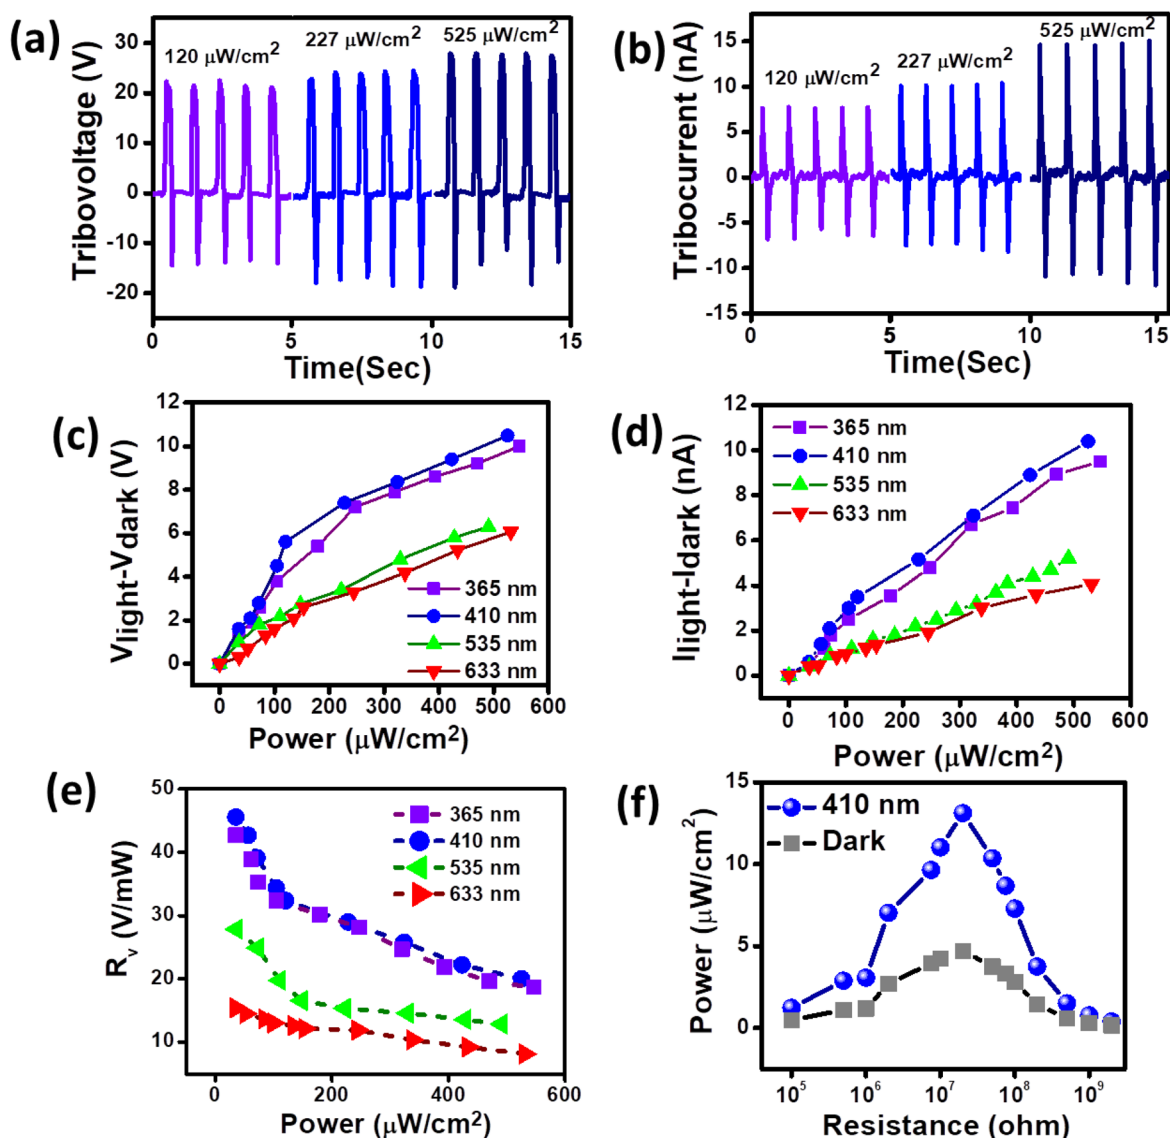 (a)
Tribovoltage (V)
30
20
10
0
-10
-20
120 μW/cm2
227 μW/cm2
525 μW/cm2
0
5
10
15
Time(Sec)
(b)
Tribocurrent (nA)
15
10
5
0
-5
-10
-15
120 μW/cm2
227 μW/cm2
525 μW/cm2
0
5
10
15
Time(Sec)
(c)
Vlight-Vdark (V)
12
10
8
6
4
2
0
365 nm
410 nm
535 nm
633 nm
0
100
200
300
400
500
600
Power (μW/cm2)
(d)
Ilight-Idark (nA)
12
10
8
6
4
2
0
365 nm
410 nm
535 nm
633 nm
0
100
200
300
400
500
600
Power (μW/cm2)
(e)
Rv (V/mW)
50
40
30
20
10
365 nm
410 nm
535 nm
633 nm
0
200
400
600
Power (μW/cm2)
(f)
Power (μW/cm2)
15
10
5
0
410 nm
Dark
10^5
10^6
10^7
10^8
10^9
Resistance (ohm)